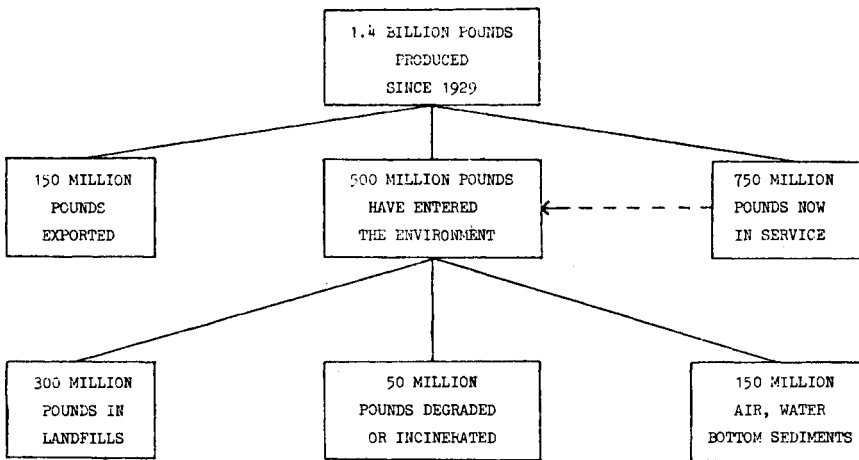 1.4 BILLION POUNDS
PRODUCED
SINCE 1929
150 MILLION
POUNDS
EXPORTED
500 MILLION POUNDS
HAVE ENTERED
THE ENVIRONMENT
750 MILLION
POUNDS NOW
IN SERVICE
300 MILLION
POUNDS IN
LANDFILLS
50 MILLION
POUNDS DEGRADED
OR INCINERATED
150 MILLION
AIR, WATER
BOTTOM SEDIMENTS